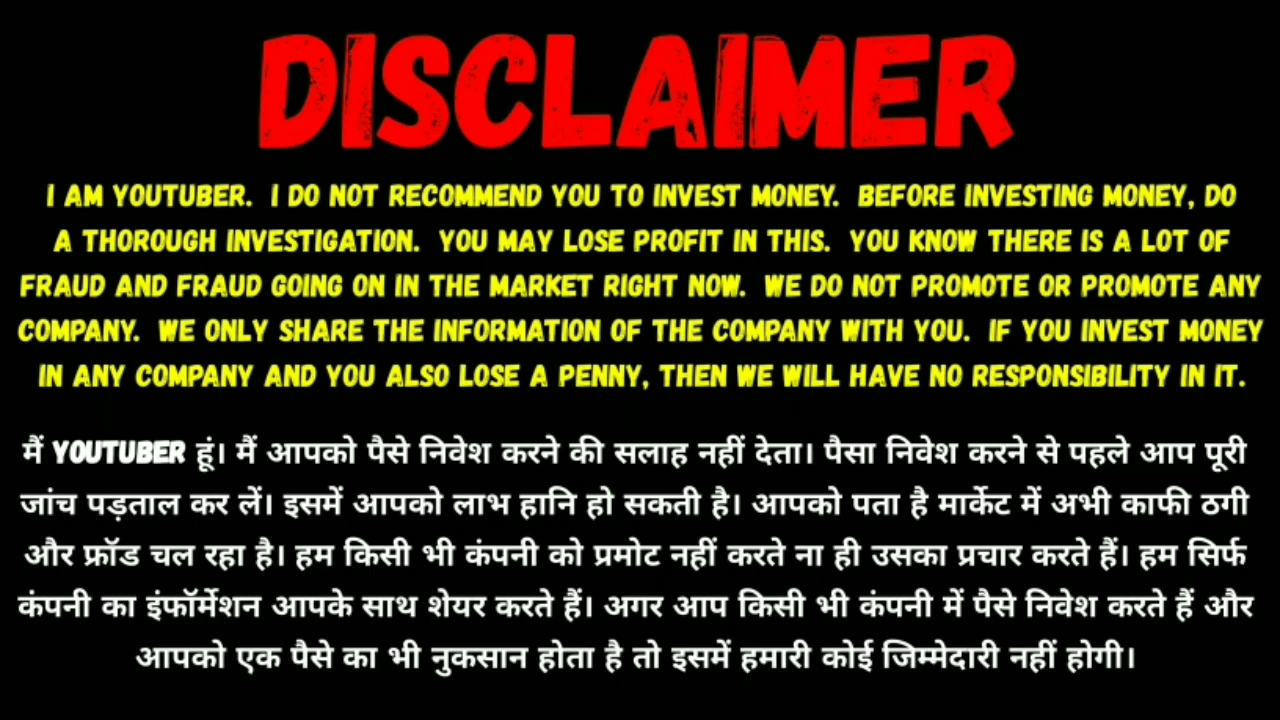 DISCLAIMER
I AM YOUTUBER. I DO NOT RECOMMEND YOU TO INVEST MONEY. BEFORE INVESTING MONEY, DO
A THOROUGH INVESTIGATION. YOU MAY LOSE PROFIT IN THIS. YOU KNOW THERE IS A LOT OF
FRAUD AND FRAUD GOING ON IN THE MARKET RIGHT NOW. WE DO NOT PROMOTE OR PROMOTE ANY
COMPANY. WE ONLY SHARE THE INFORMATION OF THE COMPANY WITH YOU. IF YOU INVEST MONEY
IN ANY COMPANY AND YOU ALSO LOSE A PENNY, THEN WE WILL HAVE NO RESPONSIBILITY IN IT.
मैं YOUTUBER हूं। मैं आपको पैसे निवेश करने की सलाह नहीं देता। पैसा निवेश करने से पहले आप पूरी
जांच पड़ताल कर लें। इसमें आपको लाभ हानि हो सकती है। आपको पता है मार्केट में अभी काफी ठगी
और फ्रॉड चल रहा है। हम किसी भी कंपनी को प्रमोट नहीं करते ना ही उसका प्रचार करते हैं। हम सिर्फ
कंपनी का इंफॉर्मेशन आपके साथ शेयर करते हैं। अगर आप किसी भी कंपनी में पैसे निवेश करते हैं और
आपको एक पैसे का भी नुकसान होता है तो इसमें हमारी कोई जिम्मेदारी नहीं होगी।